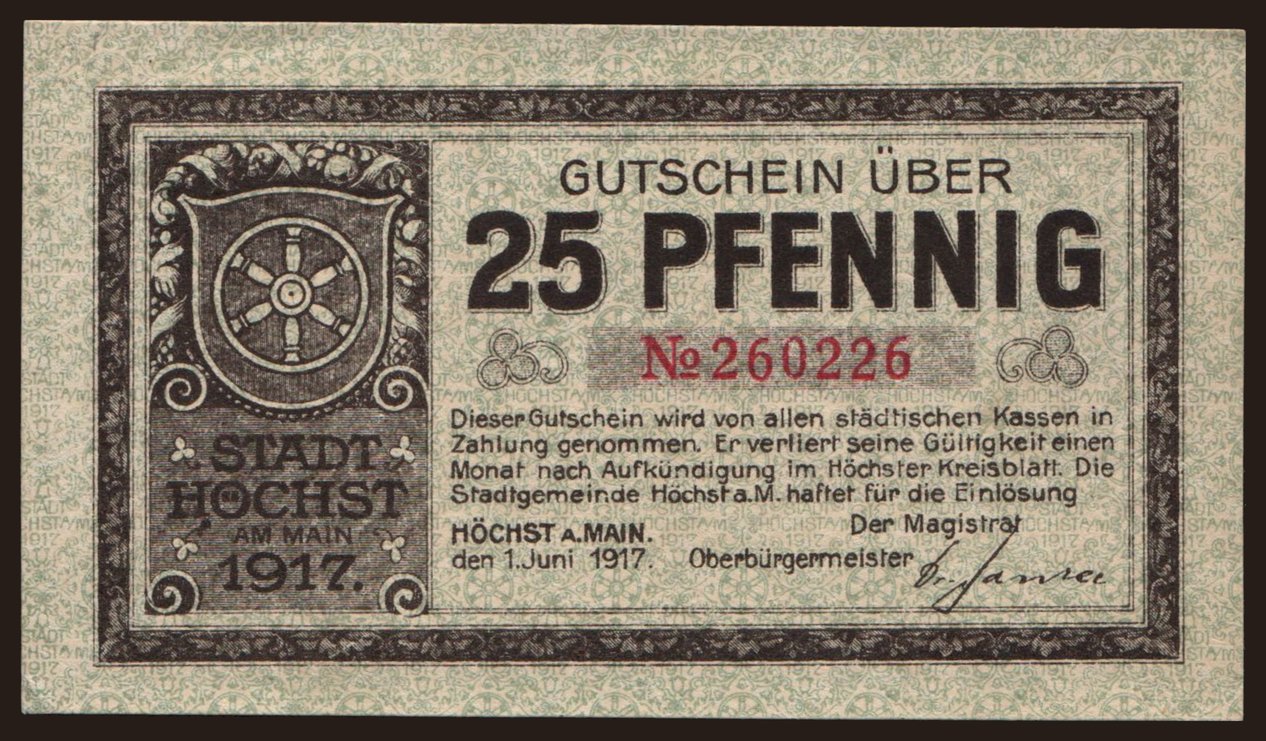 GUTSCHEIN ÜBER
25 PFENNIG
№ 260226
Dieser Gutschein wird von allen städtischen Kassen in
Zahlung genommen. Er verliert seine Gültigkeit einen
Monat nach Aufkündigung im Höchster Kreisblatt. Die
Stadtgemeinde Höchst a.M. haftet für die Einlösung
HÖCHST A. MAIN.
den 1. Juni 1917.
Der Magistrat
Oberbürgermeister
STADT
HÖCHST
AM MAIN
1917.